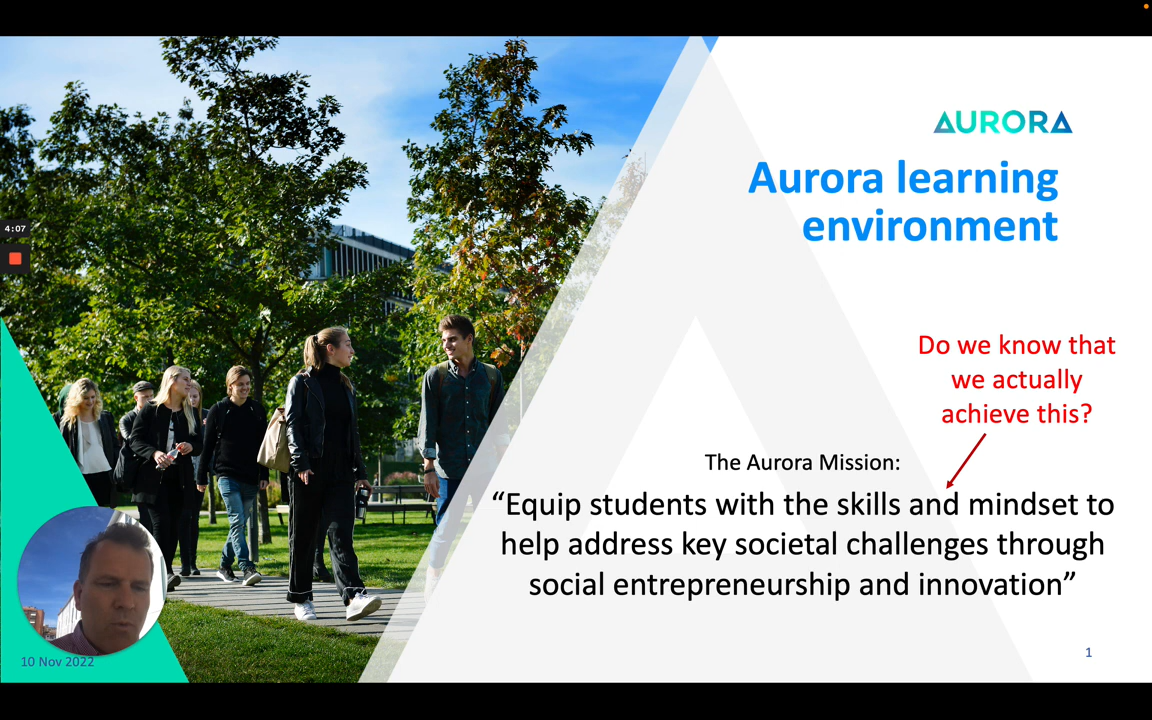 AURORA
Aurora learning
environment
4:07
Do we know that
we actually
achieve this?
The Aurora Mission:
“Equip students with the skills and mindset to
help address key societal challenges through
social entrepreneurship and innovation”
10 Nov 2022
1